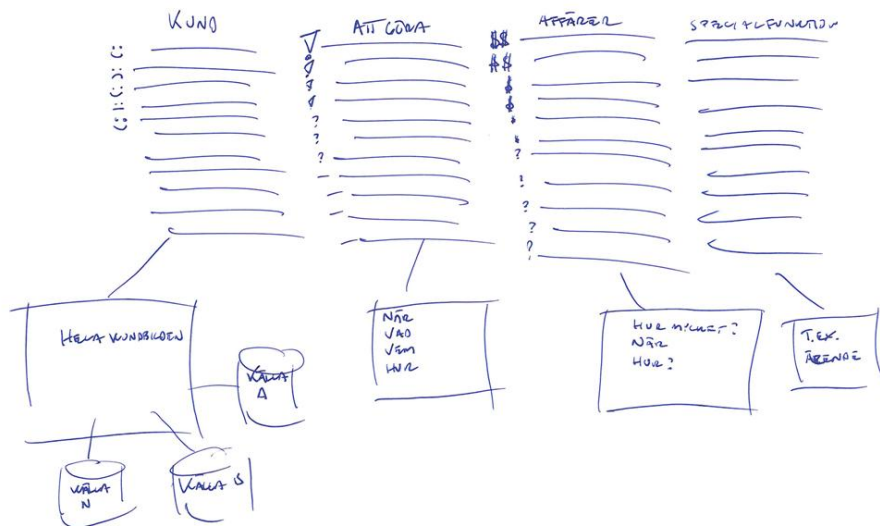 KUND
ATT GÖRA
AFFÄRER
SPECIALFUNKTION
(: ): (:): (:
!
!
!
!
?
?
?
—
—
—
—
$$
$$
$
$
?
!
?
?
?
HELA KUNDBILDEN
NÄR
VAD
VEM
HUR
HUR MYCKET?
NÄR
HUR?
T.EX.
ÄRENDE
KÄLLA
A
KÄLLA
N
KÄLLA B